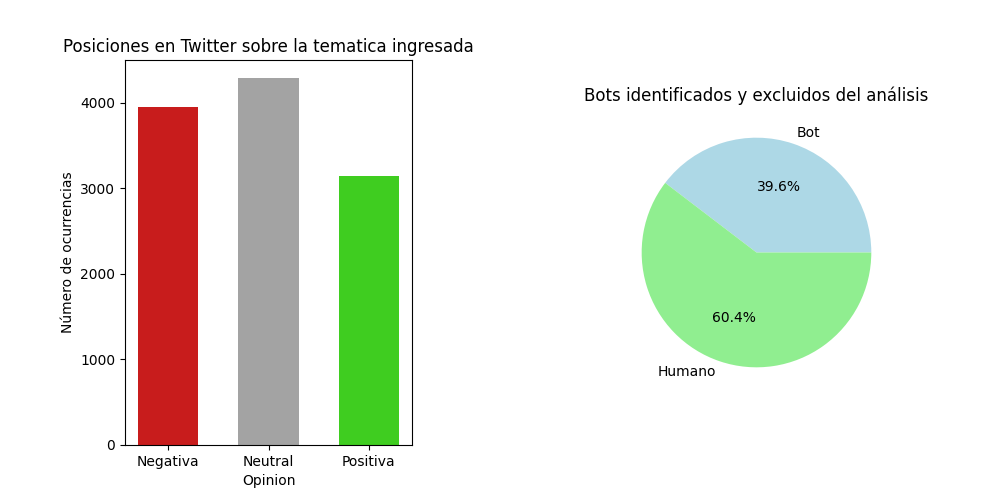 Posiciones en Twitter sobre la tematica ingresada
Número de ocurrencias
4000
3000
2000
1000
0
Negativa
Neutral
Positiva
Opinion
Bots identificados y excluidos del análisis
Bot
39.6%
60.4%
Humano